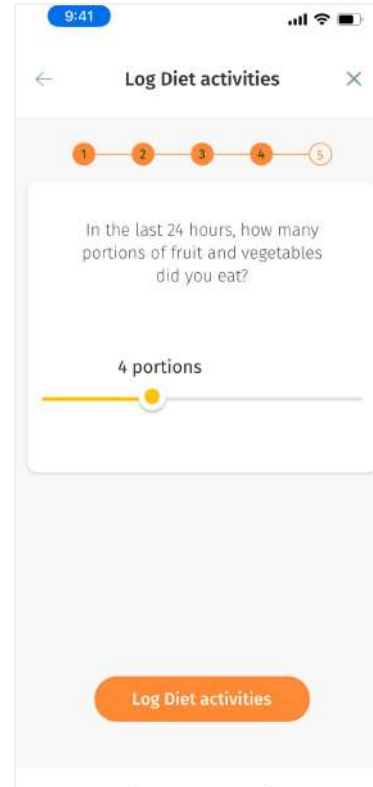 9:41
Log Diet activities
1 2 3 4 5
In the last 24 hours, how many
portions of fruit and vegetables
did you eat?
4 portions
Log Diet activities